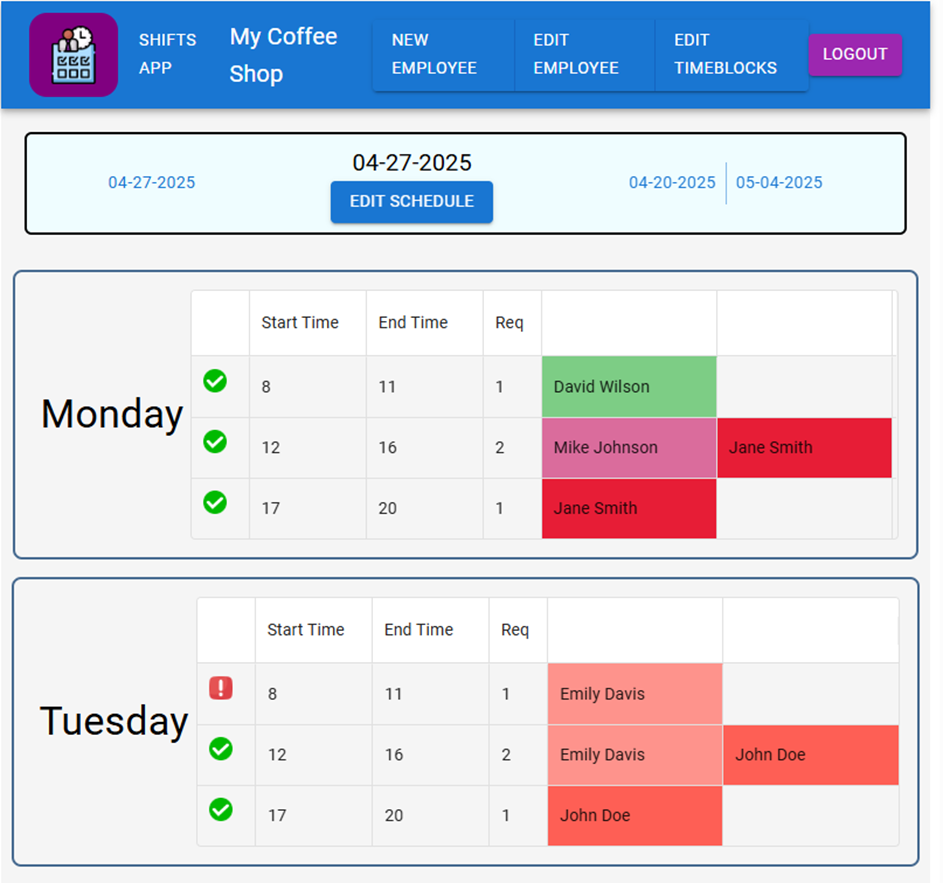 SHIFTS
APP
My Coffee
Shop
NEW
EMPLOYEE
EDIT
EMPLOYEE
EDIT
TIMEBLOCKS
LOGOUT
04-27-2025
04-27-2025
EDIT SCHEDULE
04-20-2025 05-04-2025
Monday
Start Time End Time Req
8 11 1 David Wilson
12 16 2 Mike Johnson Jane Smith
17 20 1 Jane Smith
Tuesday
Start Time End Time Req
8 11 1 Emily Davis
12 16 2 Emily Davis John Doe
17 20 1 John Doe